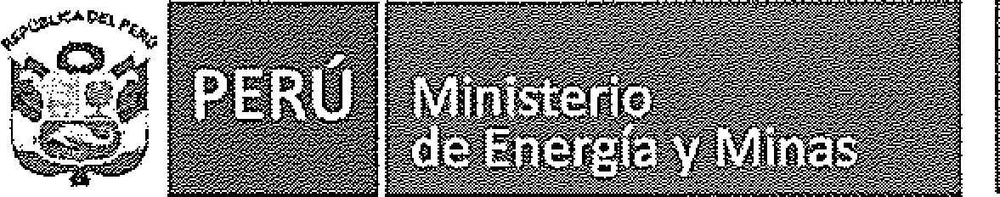 REPÚBLICA DEL PERÚ
PERÚ
Ministerio
de Energía y Minas